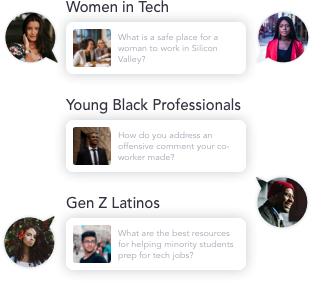 Women in Tech
What is a safe place for a
woman to work in Silicon
Valley?
Young Black Professionals
How do you address an
offensive comment your co-
worker made?
Gen Z Latinos
What are the best resources
for helping minority students
prep for tech jobs?